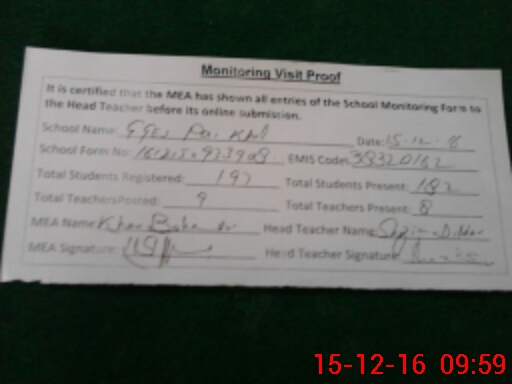 Monitoring Visit Proof
It is certified that the MEA has shown all entries of the School Monitoring Form to
the Head Teacher before its online submission.
School Name: Date: 15-12-
School Form No: EMIS Code: 38320162
Total Students Registered: 197 Total Students Present: 182
Total TeachersPosted: 9 Total Teachers Present: 8
MEA Name: Khan Head Teacher Name:
MEA Signature: Head Teacher Signature:
15-12-16 09:59